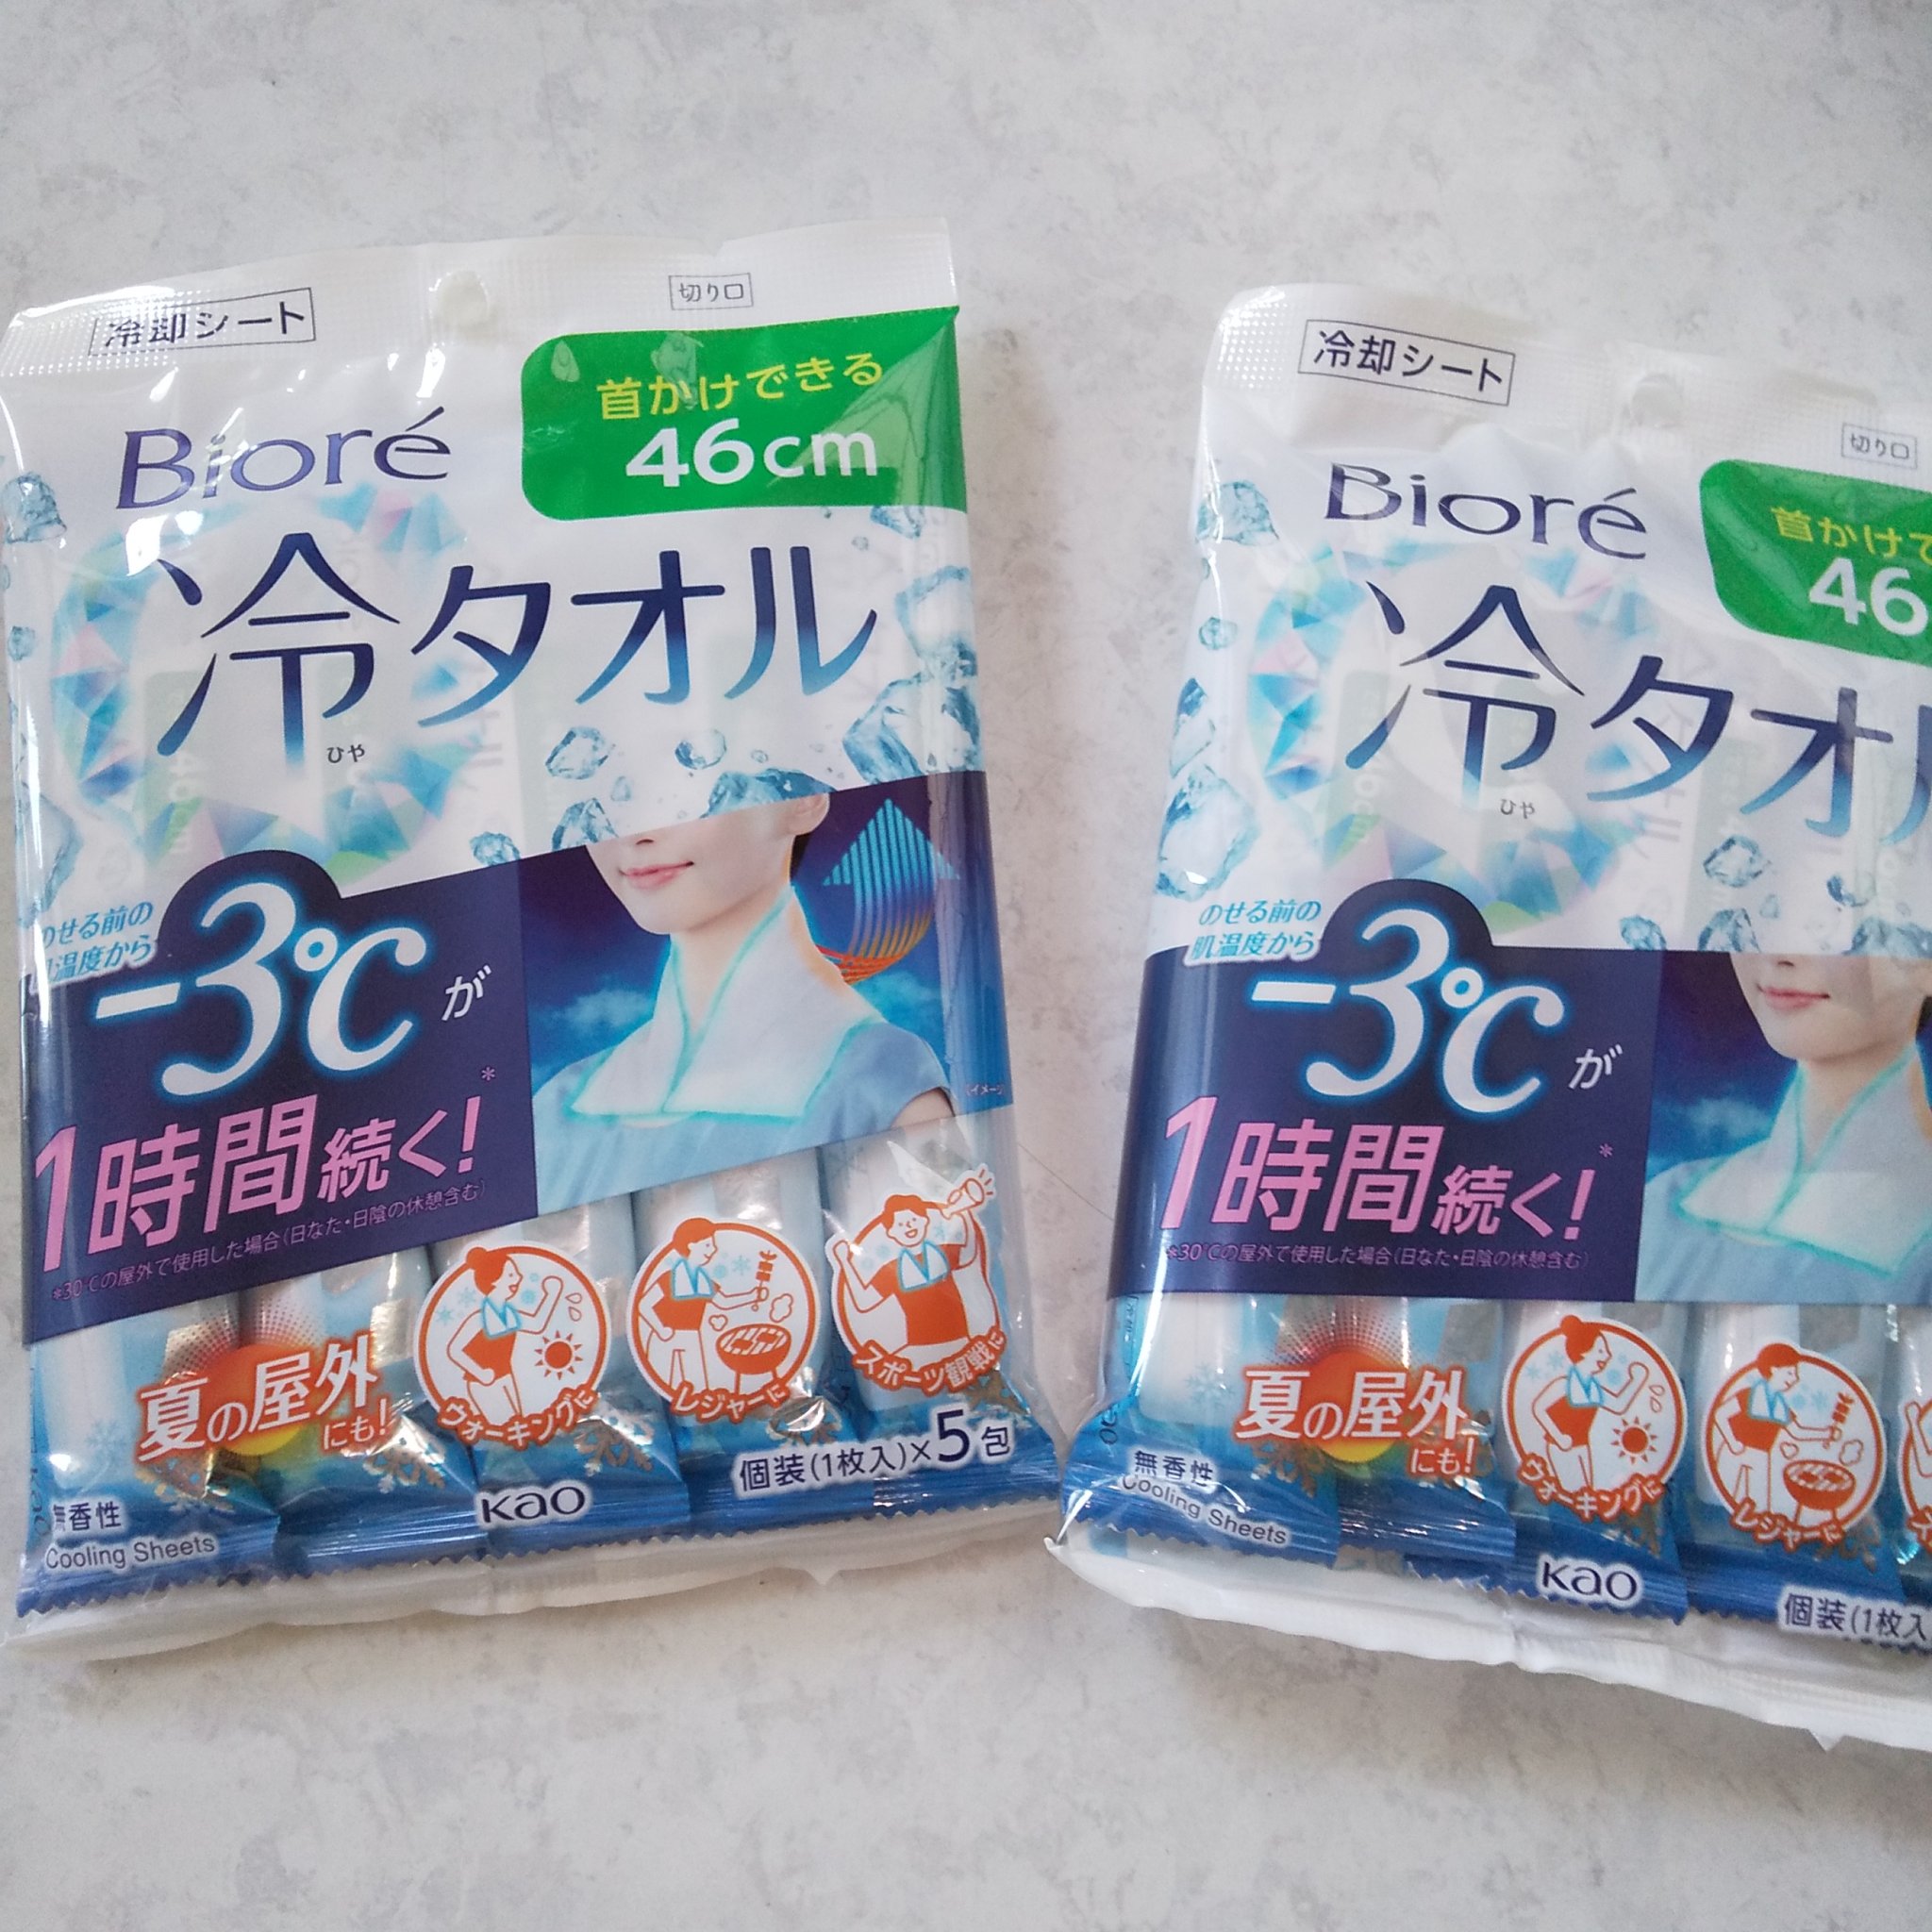 冷却シート
切り口
Bioré
首かけできる
46cm
冷タオル
ひや
のせる前の
肌温度から
-3℃が
1時間続く!*
*30℃の屋外で使用した場合(日なた・日陰の休憩含む)
イメージ
夏の屋外
にも!
ウォーキングに
レジャーに
スポーツ観戦に
個装(1枚入)×5包
無香性
Cooling Sheets
Kao
冷却シート
切り口
Bioré
首かけで
46
冷タオル
ひや
のせる前の
肌温度から
-3℃が
1時間続く!*
*30℃の屋外で使用した場合(日なた・日陰の休憩含む)
夏の屋外
にも!
ウォーキングに
レジャーに
無香性
Cooling Sheets
Kao
個装(1枚入